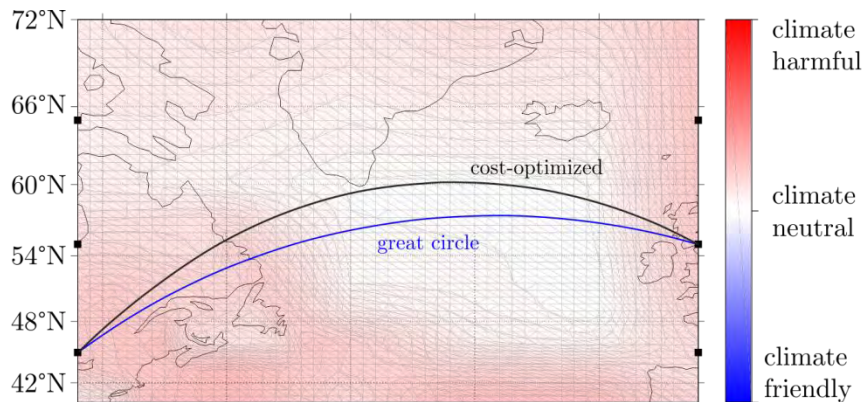 72°N
66°N
60°N
54°N
48°N
42°N
cost-optimized
great circle
climate
harmful
climate
neutral
climate
friendly